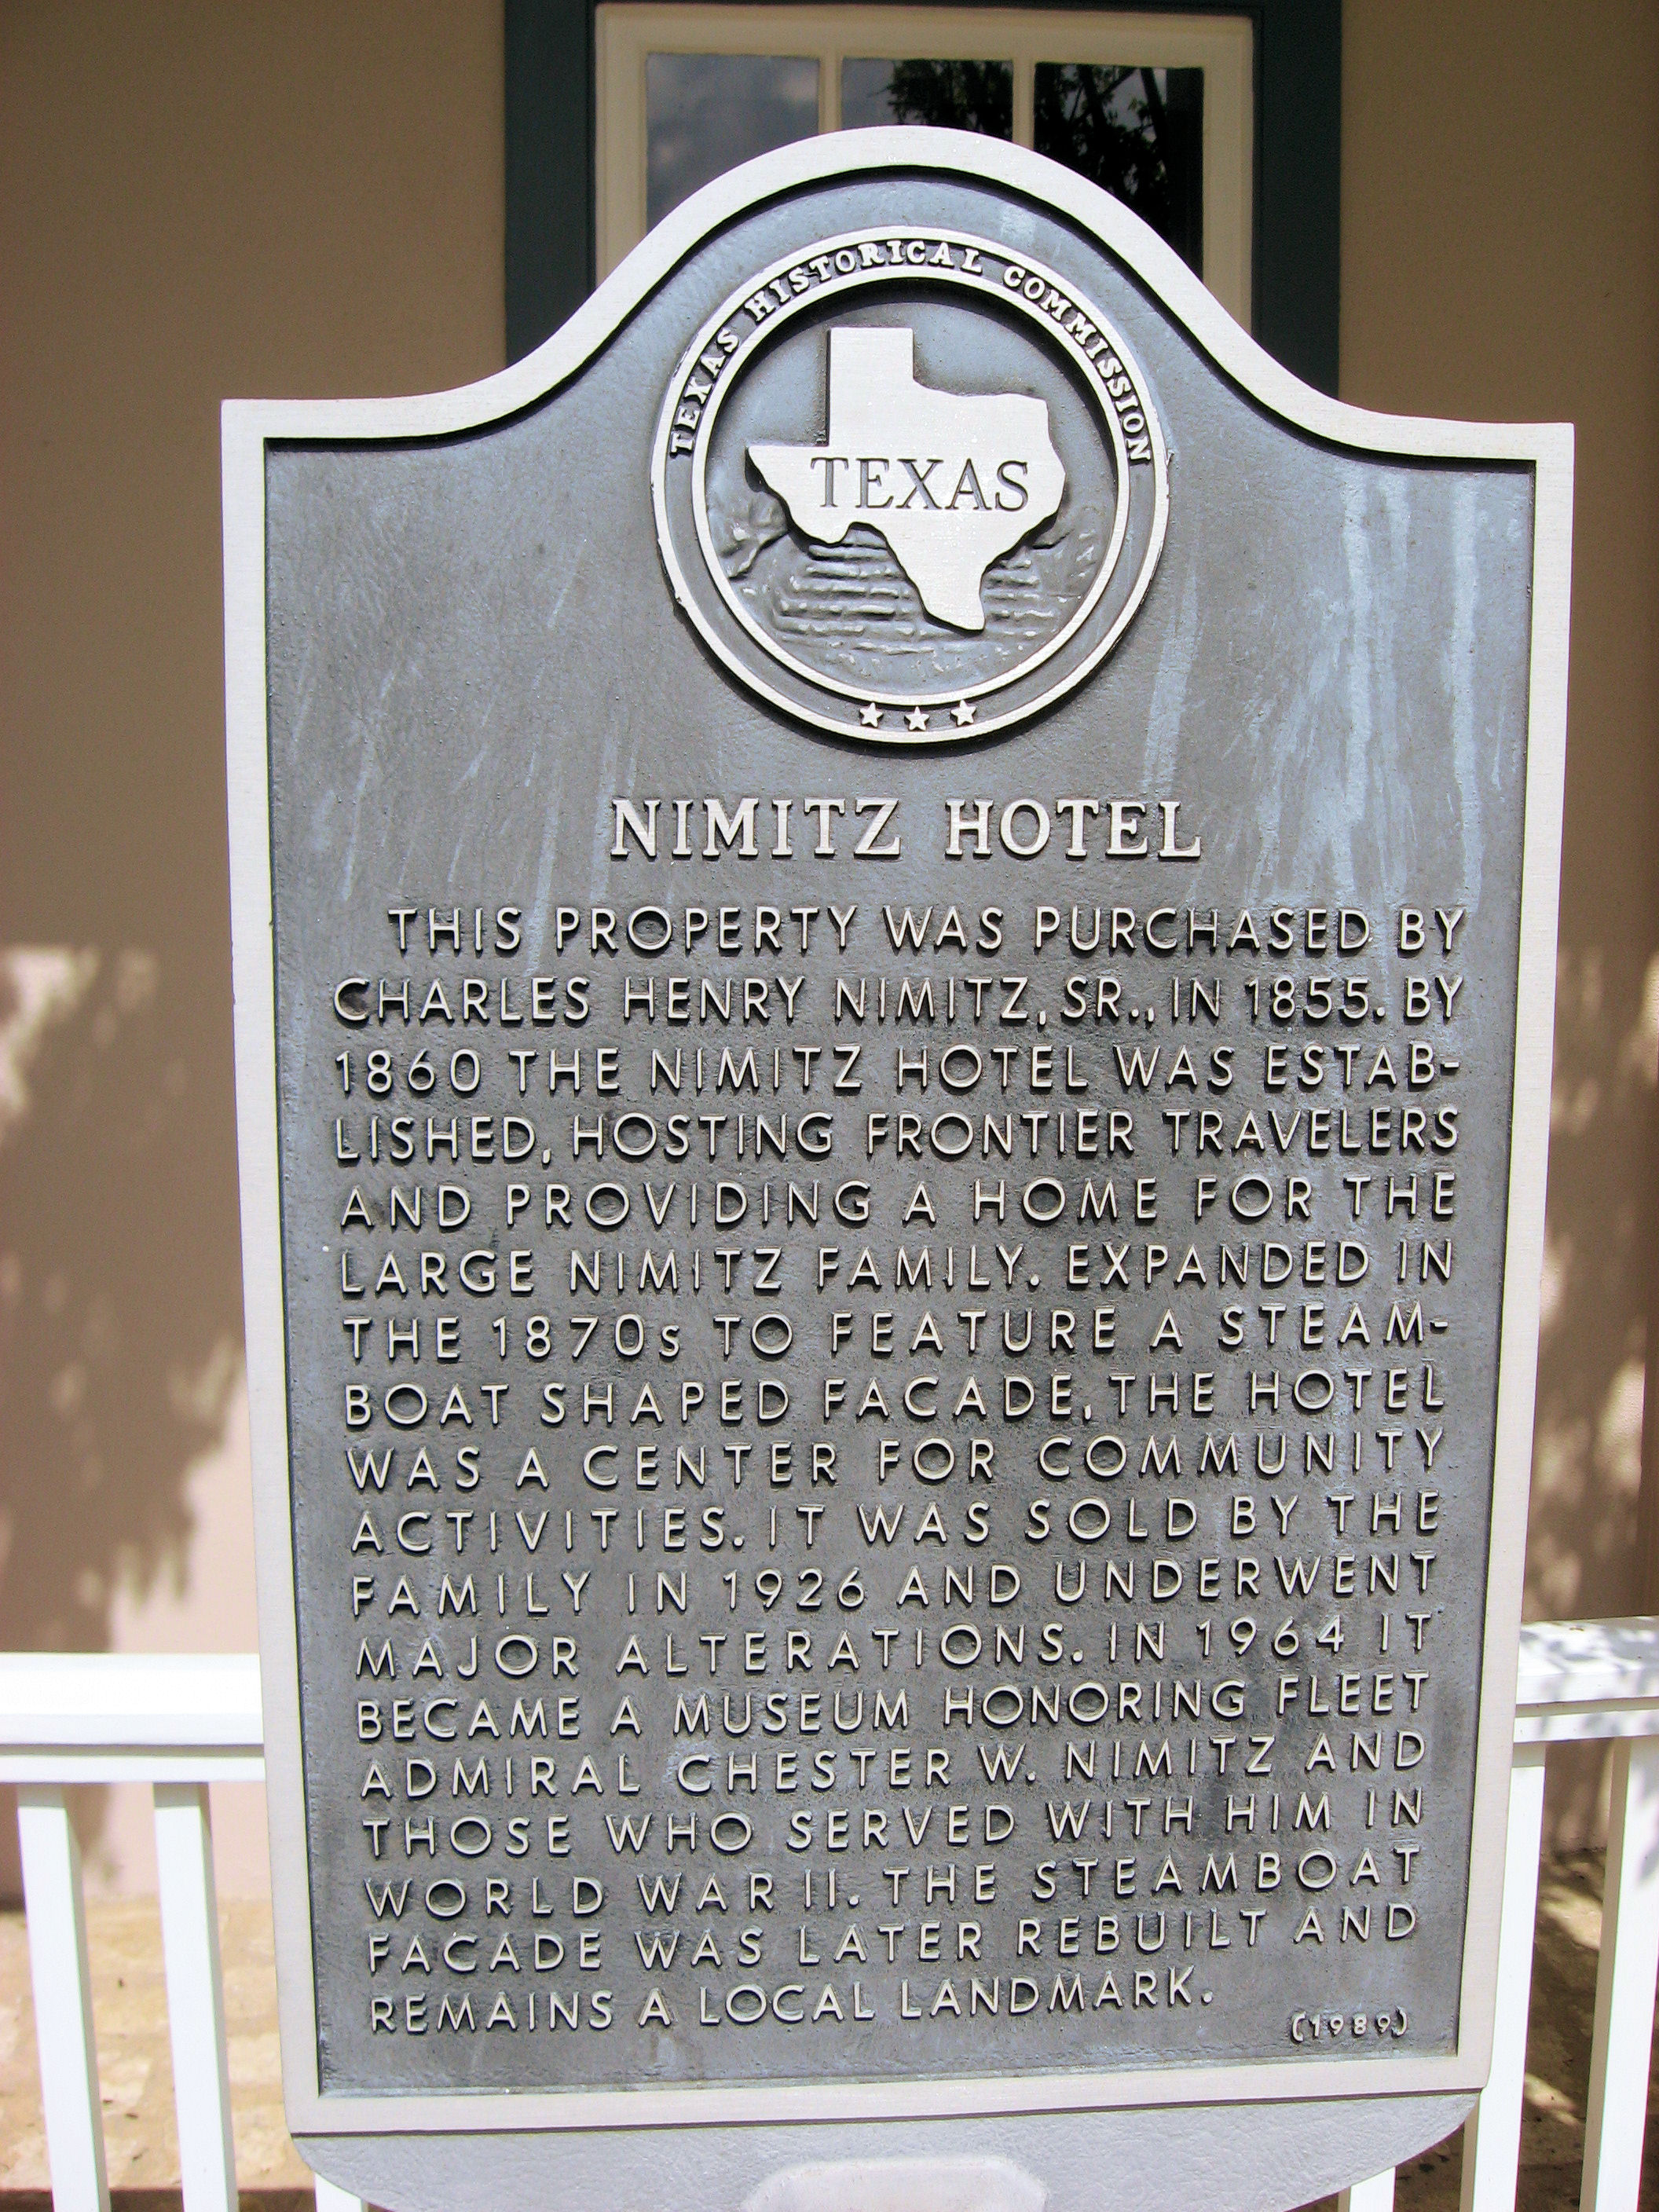 TEXAS HISTORICAL COMMISSION
TEXAS
NIMITZ HOTEL
THIS PROPERTY WAS PURCHASED BY
CHARLES HENRY NIMITZ, SR., IN 1855. BY
1860 THE NIMITZ HOTEL WAS ESTAB-
LISHED, HOSTING FRONTIER TRAVELERS
AND PROVIDING A HOME FOR THE
LARGE NIMITZ FAMILY. EXPANDED IN
THE 1870s TO FEATURE A STEAM-
BOAT SHAPED FACADE, THE HOTEL
WAS A CENTER FOR COMMUNITY
ACTIVITIES. IT WAS SOLD BY THE
FAMILY IN 1926 AND UNDERWENT
MAJOR ALTERATIONS. IN 1964 IT
BECAME A MUSEUM HONORING FLEET
ADMIRAL CHESTER W. NIMITZ AND
THOSE WHO SERVED WITH HIM IN
WORLD WAR II. THE STEAMBOAT
FACADE WAS LATER REBUILT AND
REMAINS A LOCAL LANDMARK.
(1989)